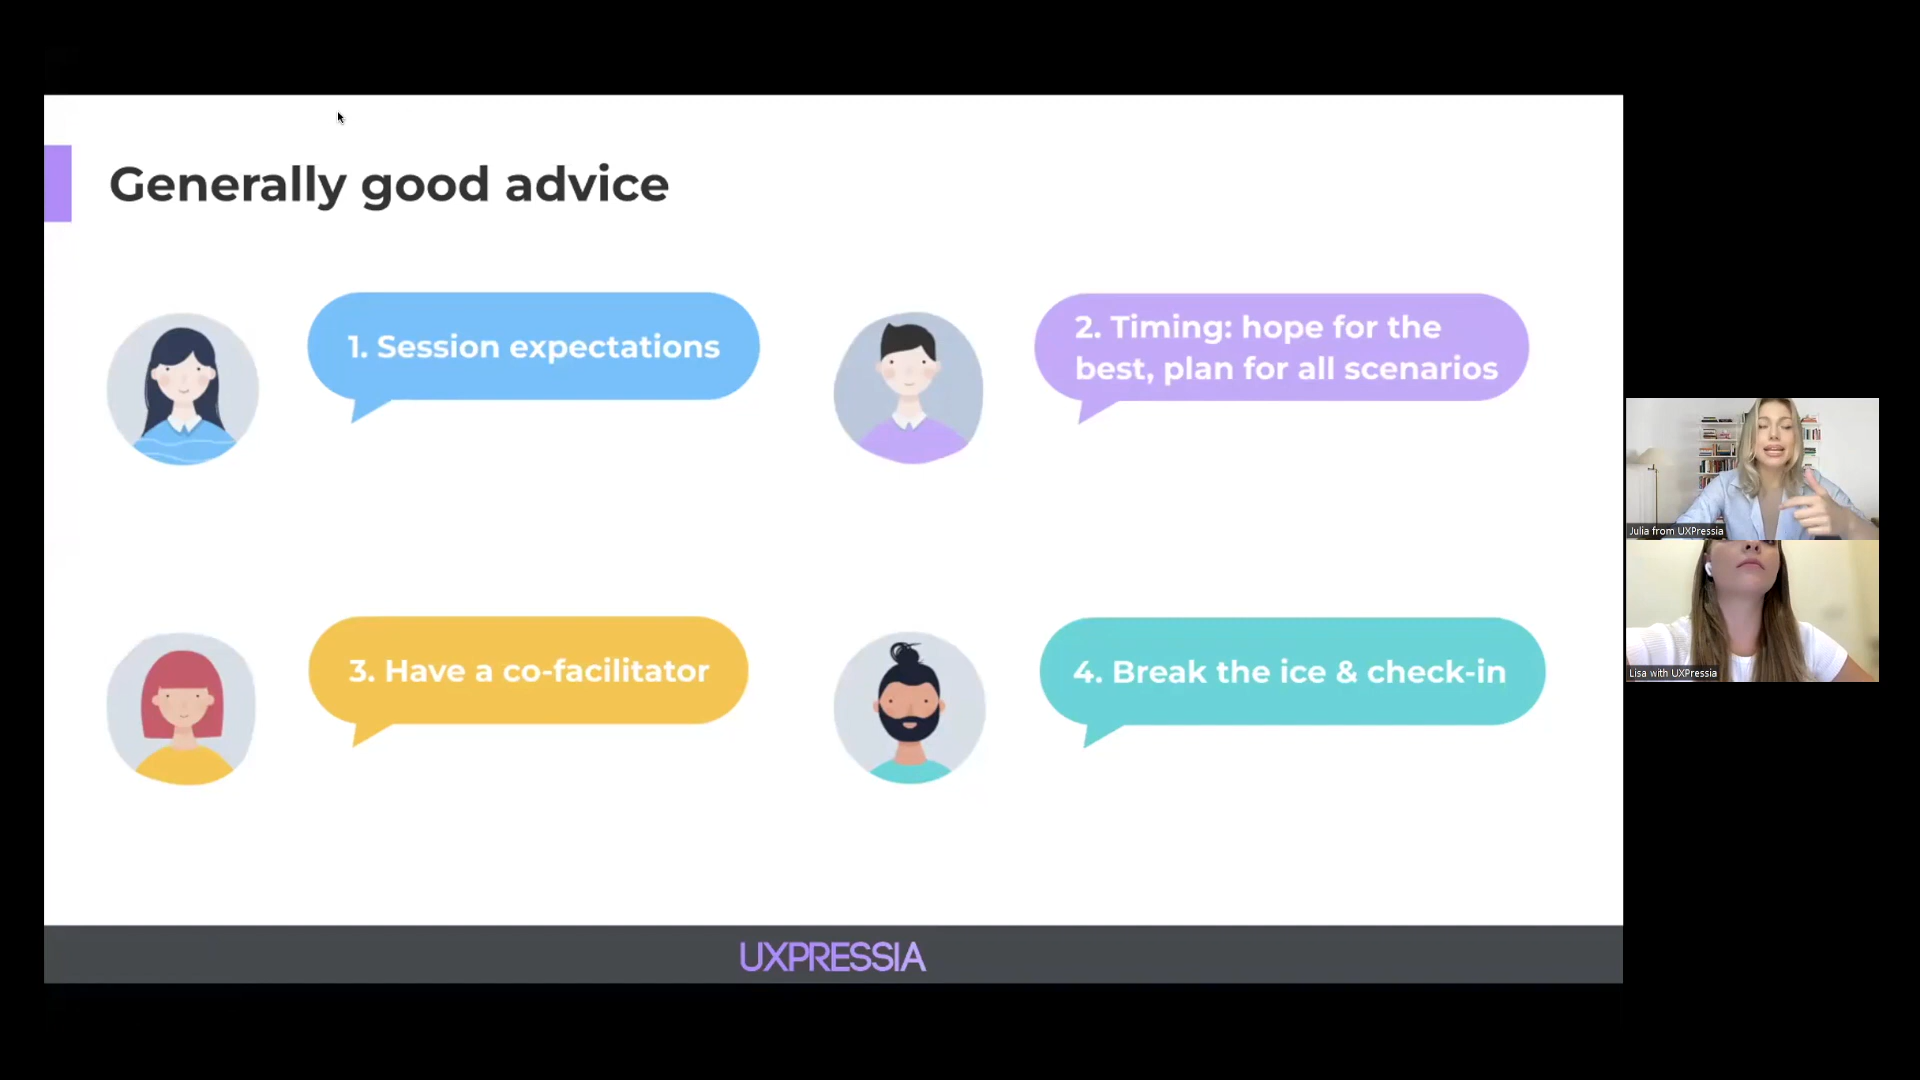 Generally good advice
1. Session expectations
2. Timing: hope for the
best, plan for all scenarios
3. Have a co-facilitator
4. Break the ice & check-in
UXPRESSIA
Julia from UXPressia
Lisa with UXPressia